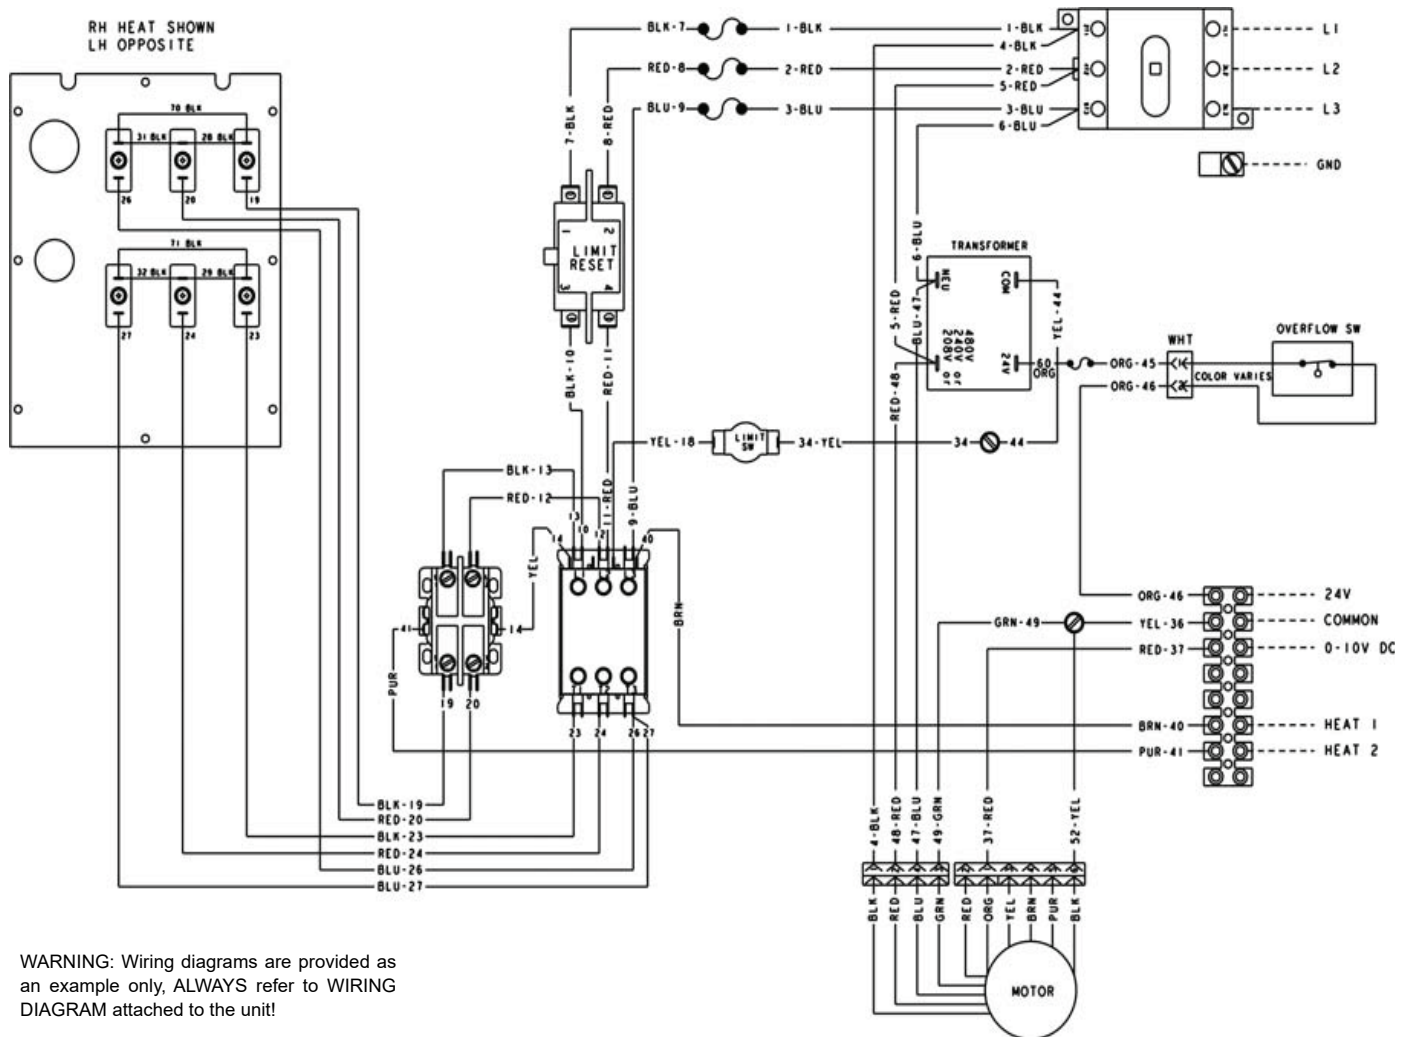 RH HEAT SHOWN
LH OPPOSITE
BLK-7
1-BLK
1-BLK
4-BLK
L1
RED-8
2-RED
2-RED
5-RED
L2
BLU-9
3-BLU
3-BLU
6-BLU
L3
GND
70 BLK
31 BLK
28 BLK
26
20
19
71 BLK
32 BLK
29 BLK
27
24
23
7-BLK
8-RED
1
2
LIMIT
RESET
3
4
BLK-10
RED-11
6-BLU
5-RED
BLU-47
RED-48
TRANSFORMER
NEU
COM
480V
240V or
208V or
24V
YEL-44
60
ORG
ORG-45
ORG-46
WHT
1
2
COLOR VARIES
OVERFLOW SW
YEL-18
LIMIT
SW
34-YEL
34
44
BLK-13
RED-12
11-RED
9-BLU
13
10
12
14
40
YEL
BRN
41
14
PUR
19
20
23
24
26
27
ORG-46
24V
GRN-49
YEL-36
COMMON
RED-37
0-10V DC
BRN-40
HEAT 1
PUR-41
HEAT 2
BLK-19
RED-20
BLK-23
RED-24
BLU-26
BLU-27
4-BLK
48-RED
47-BLU
49-GRN
37-RED
52-YEL
BLK
RED
BLU
GRN
RED
ORG
YEL
BRN
PUR
BLK
MOTOR
WARNING: Wiring diagrams are provided as
an example only, ALWAYS refer to WIRING
DIAGRAM attached to the unit!